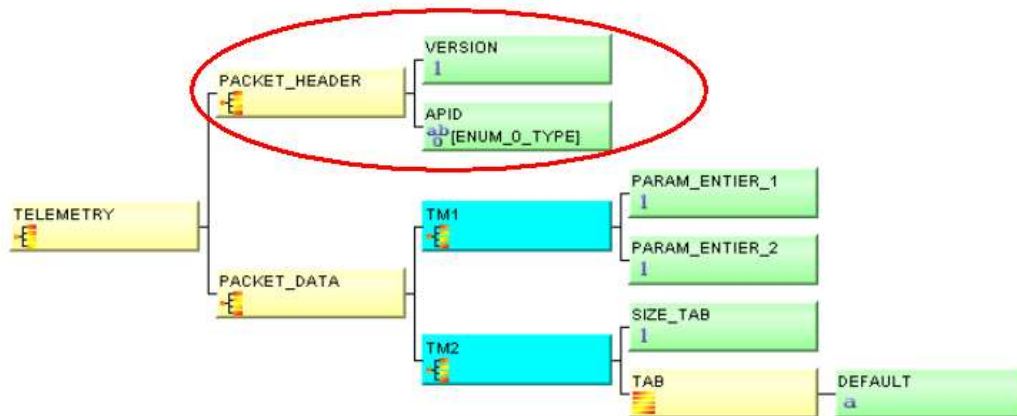 VERSION
1
PACKET_HEADER
APID
ab
0 [ENUM_0_TYPE]
PARAM_ENTIER_1
1
TELEMETRY
TM1
PARAM_ENTIER_2
1
PACKET_DATA
SIZE_TAB
1
TM2
TAB
DEFAULT
a